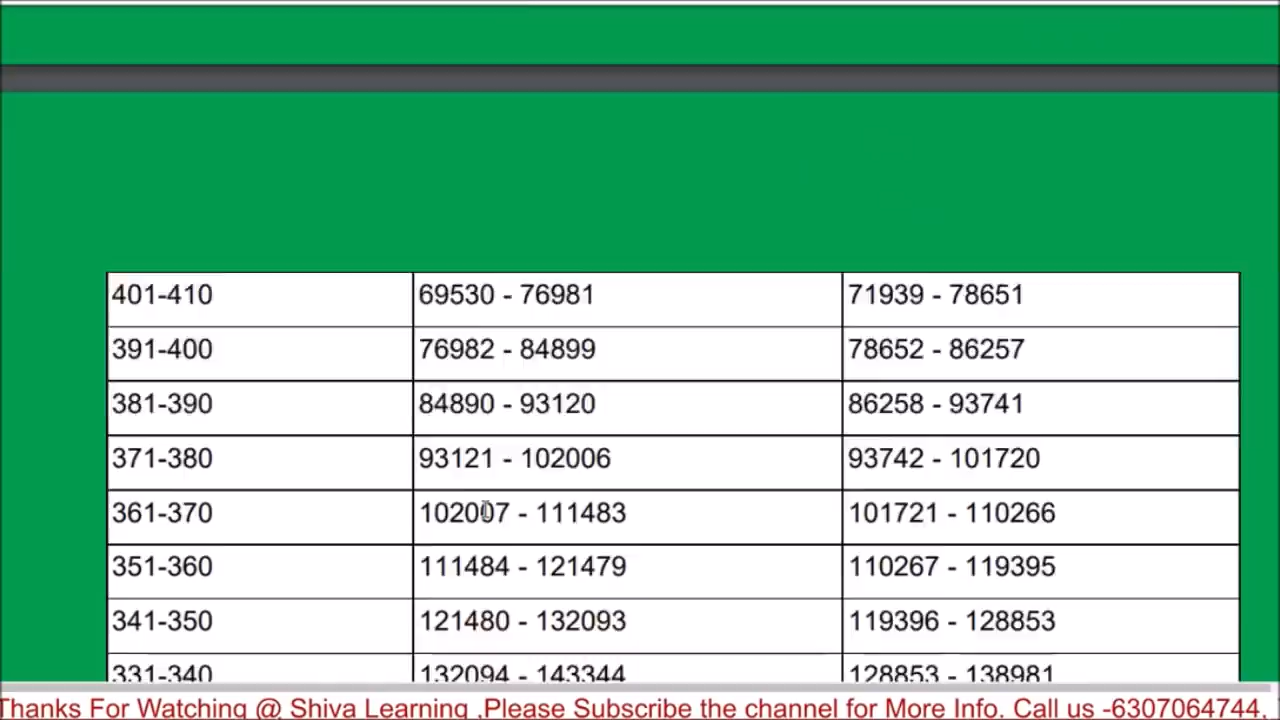 401-410 69530 - 76981 71939 - 78651
391-400 76982 - 84899 78652 - 86257
381-390 84890 - 93120 86258 - 93741
371-380 93121 - 102006 93742 - 101720
361-370 102007 - 111483 101721 - 110266
351-360 111484 - 121479 110267 - 119395
341-350 121480 - 132093 119396 - 128853
331-340 132094 - 143344 128853 - 138981
Thanks For Watching @ Shiva Learning ,Please Subscribe the channel for More Info. Call us -6307064744.